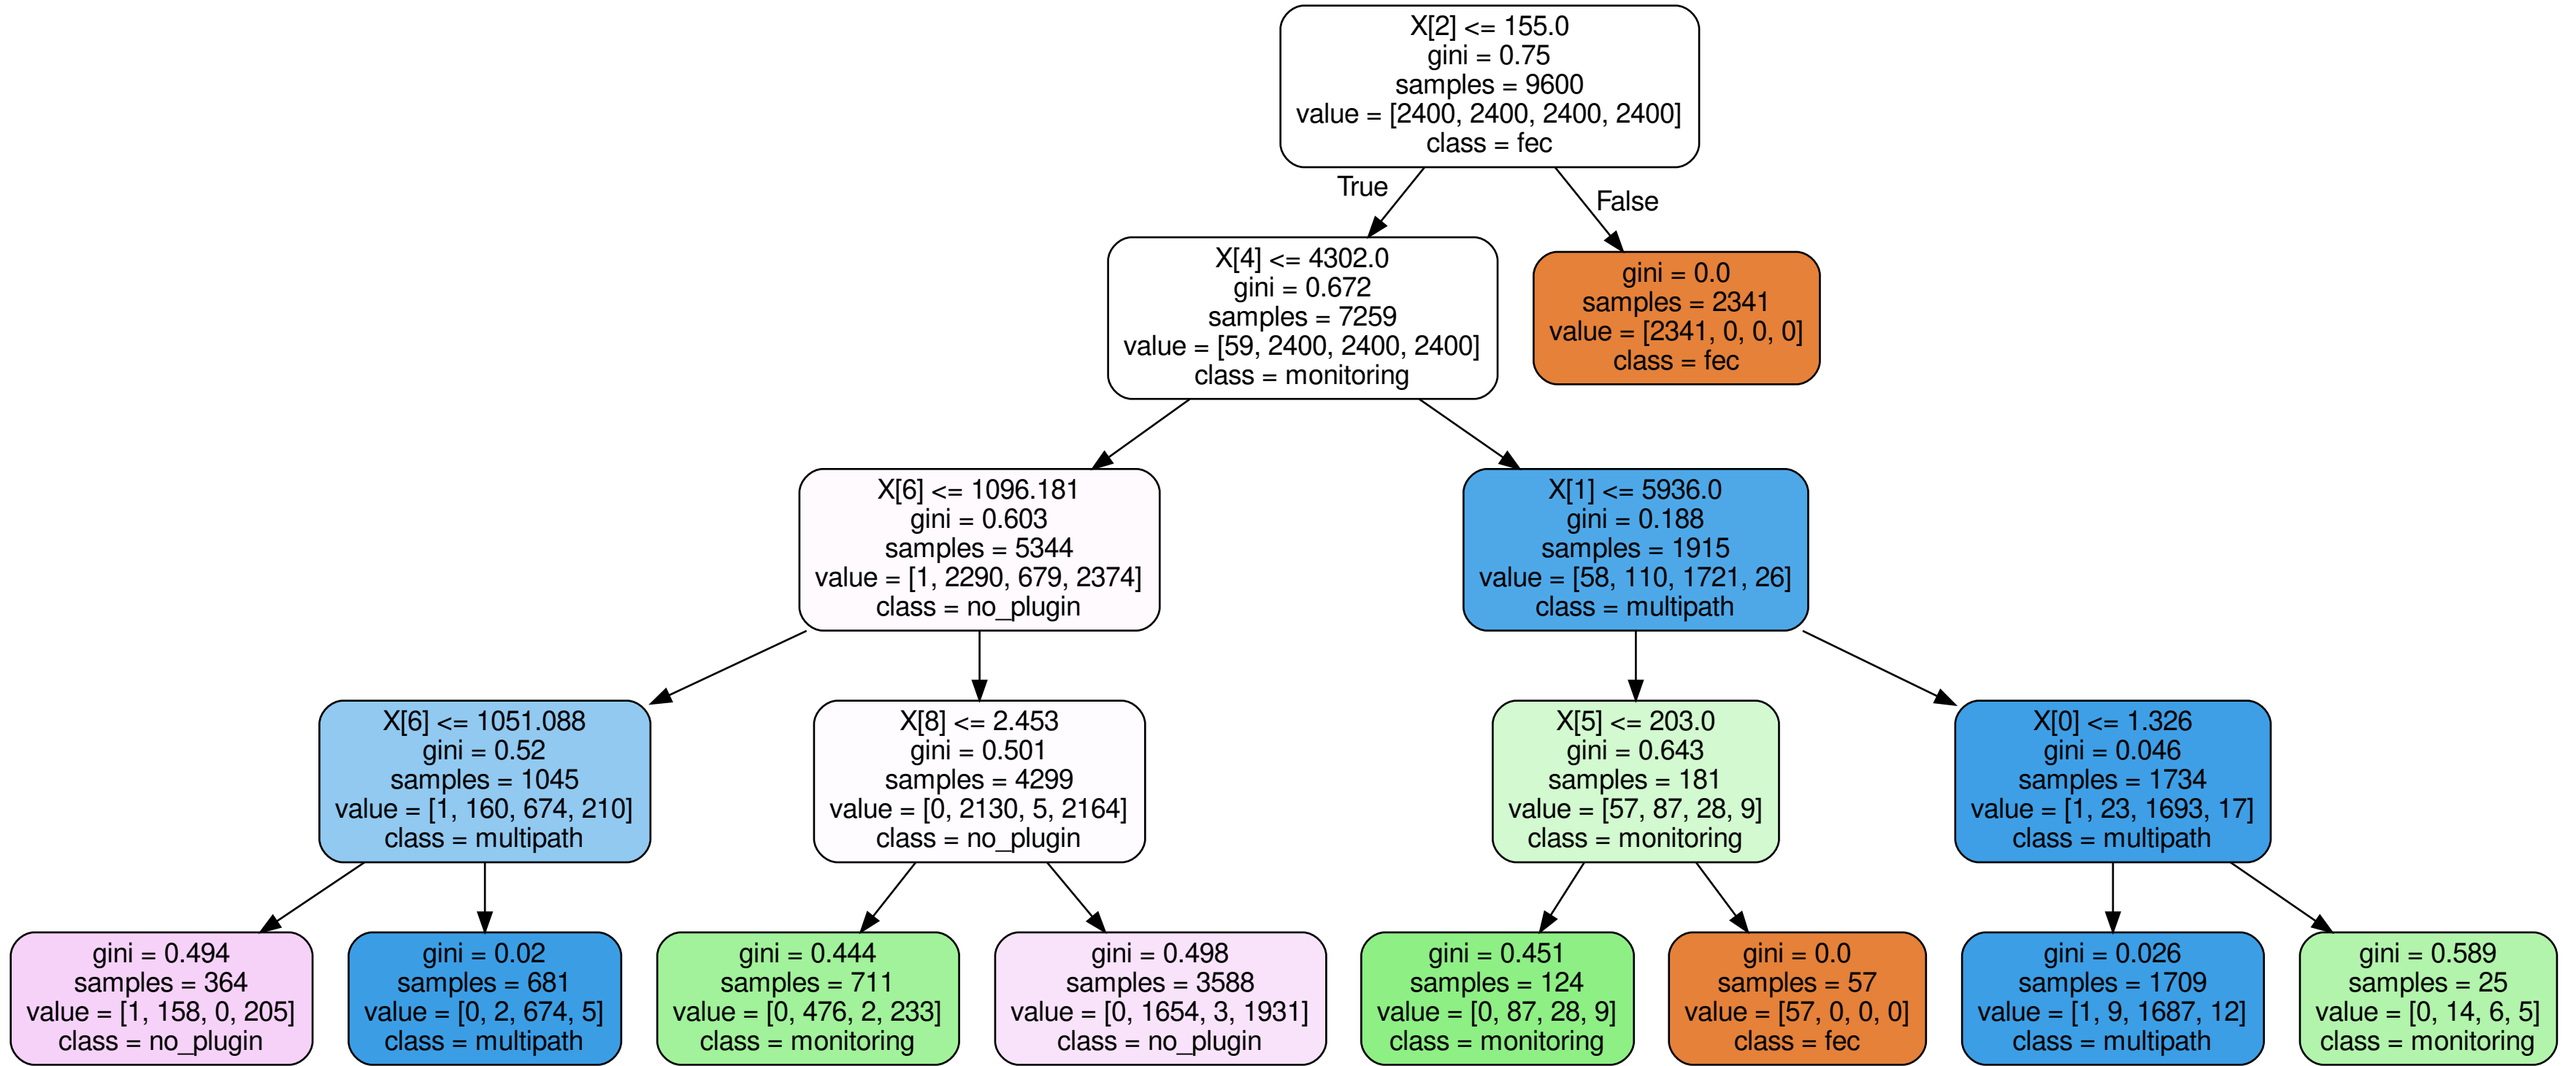 X[2] <= 155.0
gini = 0.75
samples = 9600
value = [2400, 2400, 2400, 2400]
class = fec
True
False
X[4] <= 4302.0
gini = 0.672
samples = 7259
value = [59, 2400, 2400, 2400]
class = monitoring
gini = 0.0
samples = 2341
value = [2341, 0, 0, 0]
class = fec
X[6] <= 1096.181
gini = 0.603
samples = 5344
value = [1, 2290, 679, 2374]
class = no_plugin
X[1] <= 5936.0
gini = 0.188
samples = 1915
value = [58, 110, 1721, 26]
class = multipath
X[6] <= 1051.088
gini = 0.52
samples = 1045
value = [1, 160, 674, 210]
class = multipath
X[8] <= 2.453
gini = 0.501
samples = 4299
value = [0, 2130, 5, 2164]
class = no_plugin
X[5] <= 203.0
gini = 0.643
samples = 181
value = [57, 87, 28, 9]
class = monitoring
X[0] <= 1.326
gini = 0.046
samples = 1734
value = [1, 23, 1693, 17]
class = multipath
gini = 0.494
samples = 364
value = [1, 158, 0, 205]
class = no_plugin
gini = 0.02
samples = 681
value = [0, 2, 674, 5]
class = multipath
gini = 0.444
samples = 711
value = [0, 476, 2, 233]
class = monitoring
gini = 0.498
samples = 3588
value = [0, 1654, 3, 1931]
class = no_plugin
gini = 0.451
samples = 124
value = [0, 87, 28, 9]
class = monitoring
gini = 0.0
samples = 57
value = [57, 0, 0, 0]
class = fec
gini = 0.026
samples = 1709
value = [1, 9, 1687, 12]
class = multipath
gini = 0.589
samples = 25
value = [0, 14, 6, 5]
class = monitoring